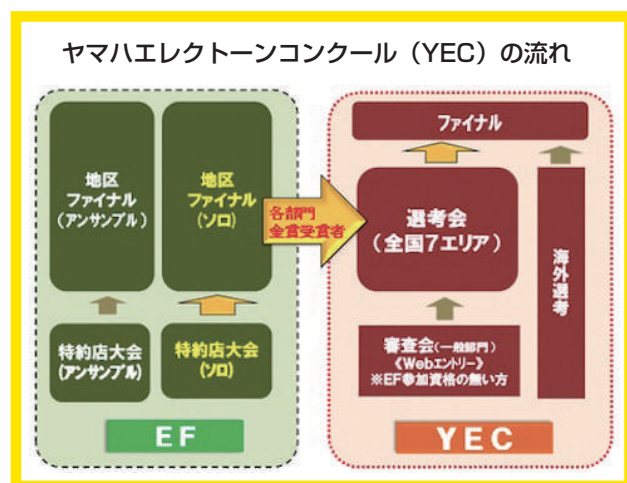 ヤマハエレクトーンコンクール（YEC）の流れ
地区
ファイナル
（アンサンブル）
地区
ファイナル
（ソロ）
特約店大会
（アンサンブル）
特約店大会
（ソロ）
EF
各部門
金賞受賞者
ファイナル
選考会
（全国7エリア）
審査会（一般部門）
《Webエントリー》
※EF参加資格の無い方
海外選考
YEC